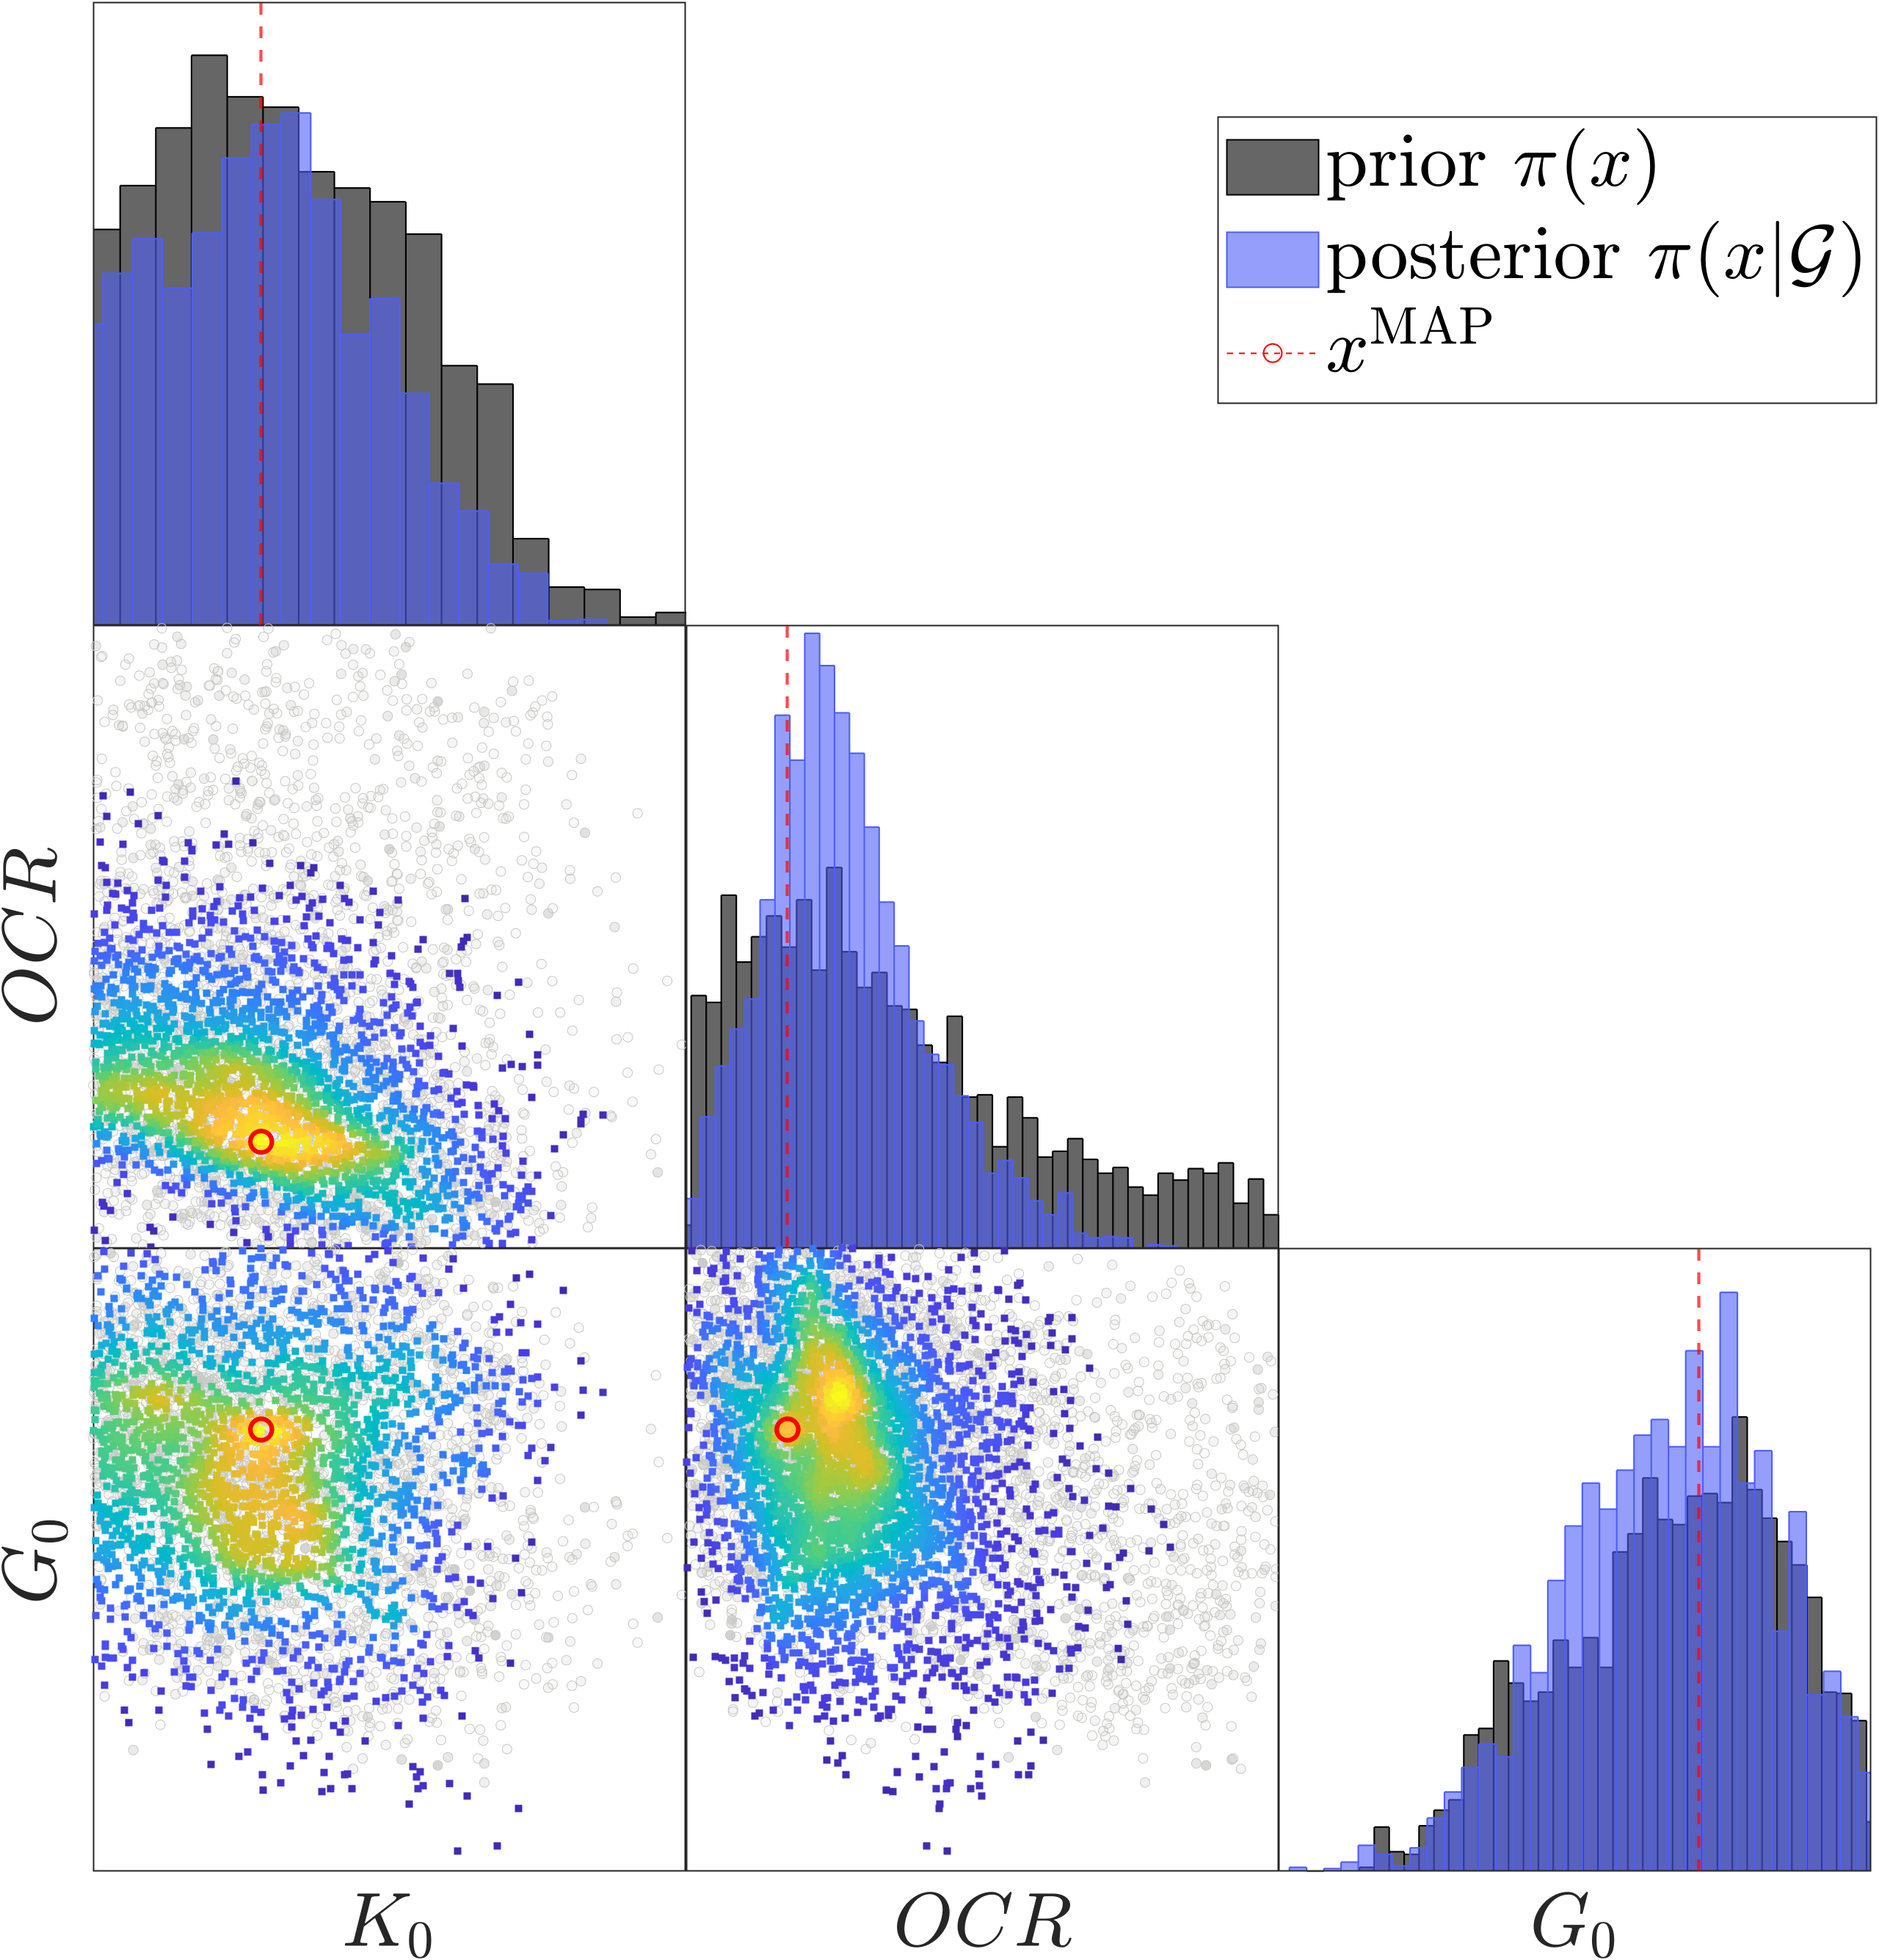 prior π(x)
posterior π(x|𝒢)
x^MAP
OCR
G₀
K₀
OCR
G₀